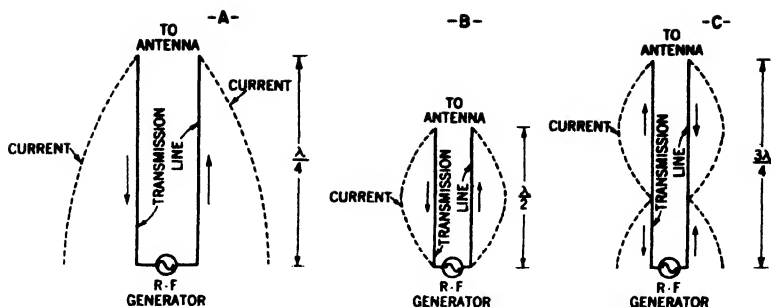 -A-
TO
ANTENNA
CURRENT
CURRENT
TRANSMISSION
LINE
λ
4
R·F
GENERATOR
-B-
TO
ANTENNA
CURRENT
TRANSMISSION
LINE
λ
2
R·F
GENERATOR
-C-
TO
ANTENNA
CURRENT
TRANSMISSION
LINE
3λ
4
R·F
GENERATOR